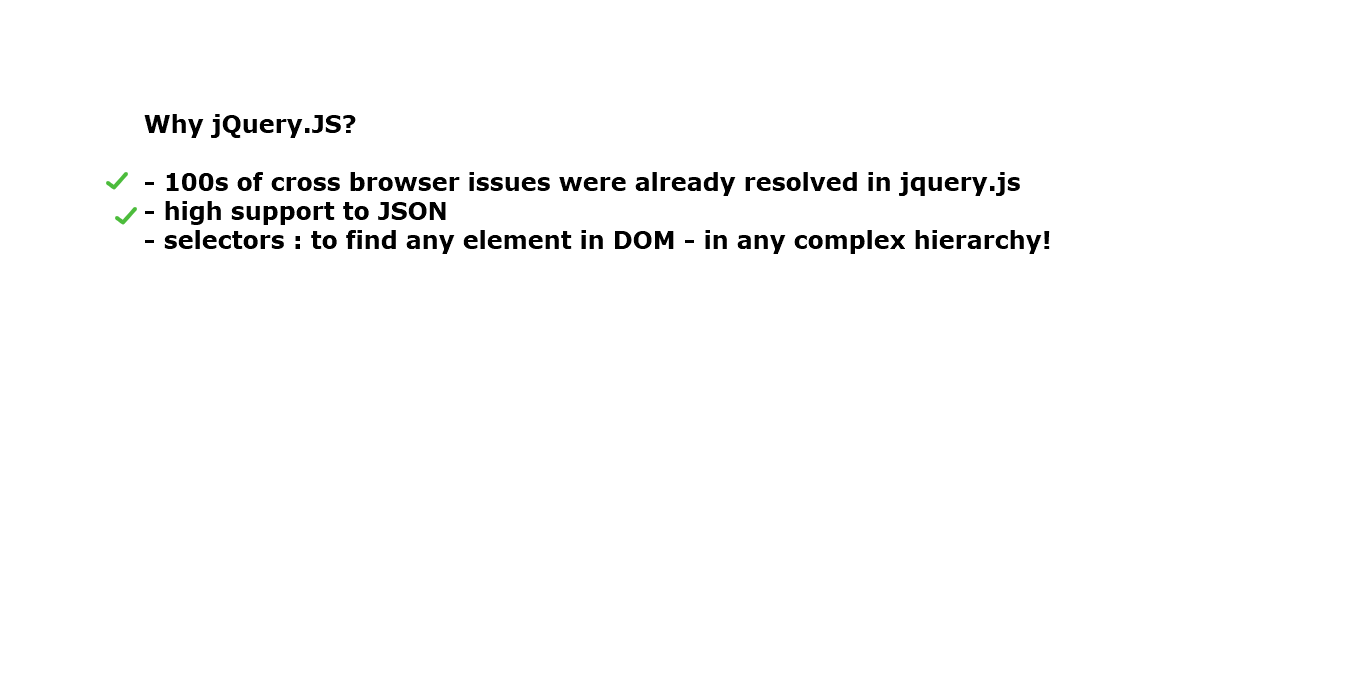 Why jQuery.JS?
- 100s of cross browser issues were already resolved in jquery.js
- high support to JSON
- selectors : to find any element in DOM - in any complex hierarchy!